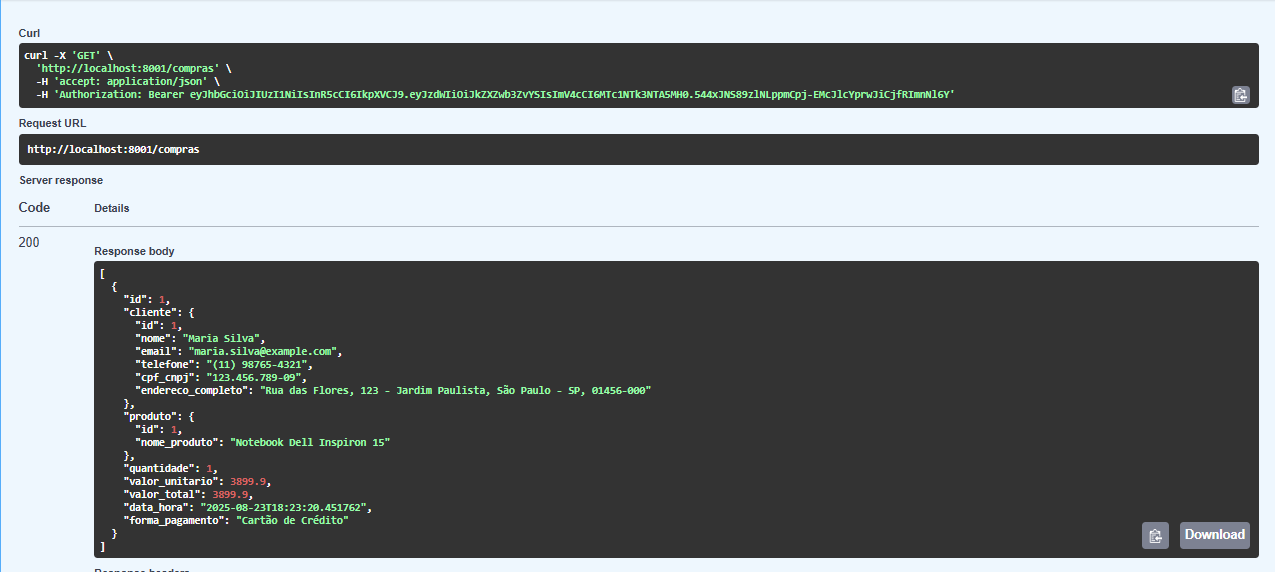 Curl
curl -X 'GET' \
  'http://localhost:8001/compras' \
  -H 'accept: application/json' \
  -H 'Authorization: Bearer eyJhbGciOiJIUzI1NiIsInR5cCI6IkpXVCJ9.eyJzdWIiOiJkZXZwb3ZvYSIsImV4cCI6MTc1NTk3NTA5MH0.544xJNS89zlNLppmCpj-EMcJlcYprwJiCjfRImnNl6Y'
Request URL
http://localhost:8001/compras
Server response
Code Details
200
Response body
[
  {
    "id": 1,
    "cliente": {
      "id": 1,
      "nome": "Maria Silva",
      "email": "maria.silva@example.com",
      "telefone": "(11) 98765-4321",
      "cpf_cnpj": "123.456.789-09",
      "endereco_completo": "Rua das Flores, 123 - Jardim Paulista, São Paulo - SP, 01456-000"
    },
    "produto": {
      "id": 1,
      "nome_produto": "Notebook Dell Inspiron 15"
    },
    "quantidade": 1,
    "valor_unitario": 3899.9,
    "valor_total": 3899.9,
    "data_hora": "2025-08-23T18:23:20.451762",
    "forma_pagamento": "Cartão de Crédito"
  }
]
Download
Response headers